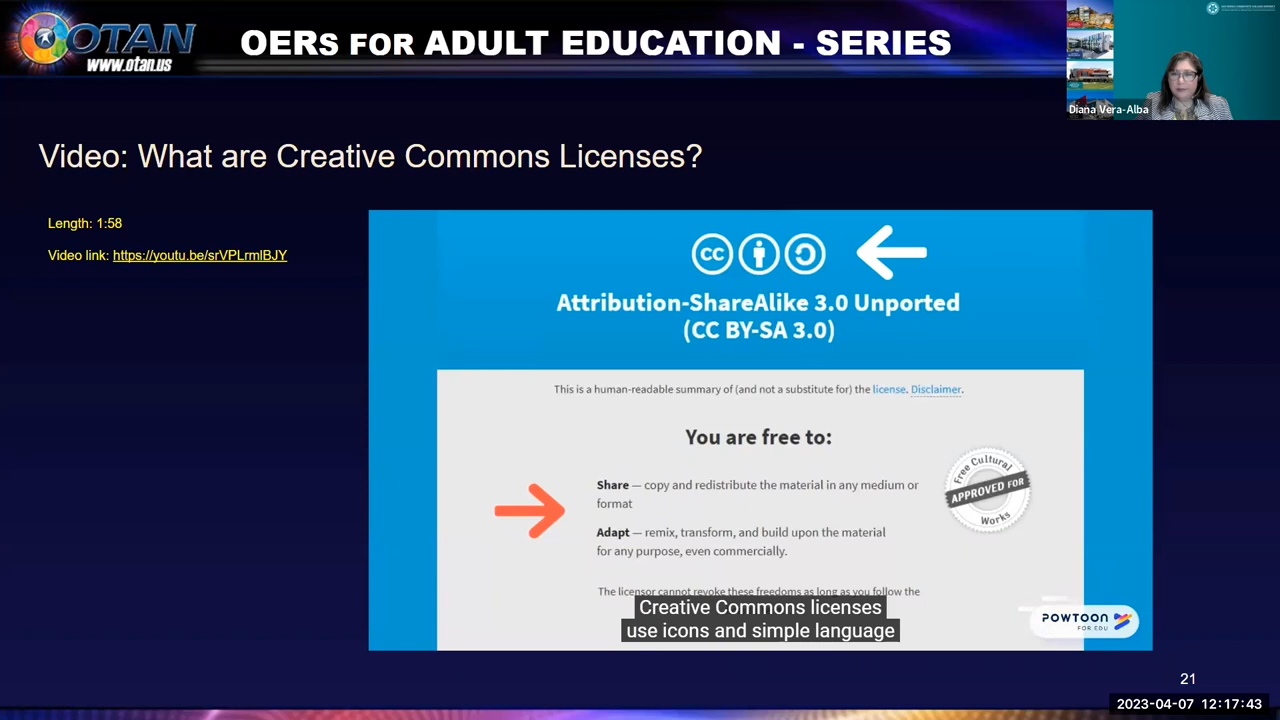 OTAN
www.otan.us
OERs FOR ADULT EDUCATION - SERIES
Diana Vera-Alba
Video: What are Creative Commons Licenses?
Length: 1:58
Video link: https://youtu.be/srVPLrmlBJY
cc
Attribution-ShareAlike 3.0 Unported
(CC BY-SA 3.0)
This is a human-readable summary of (and not a substitute for) the license. Disclaimer.
You are free to:
Share — copy and redistribute the material in any medium or
format
Adapt — remix, transform, and build upon the material
for any purpose, even commercially.
Free Cultural
APPROVED FOR
Works
The licensor cannot revoke these freedoms as long as you follow the
Creative Commons licenses
use icons and simple language
POWTOON
FOR EDU
21
2023-04-07 12:17:43